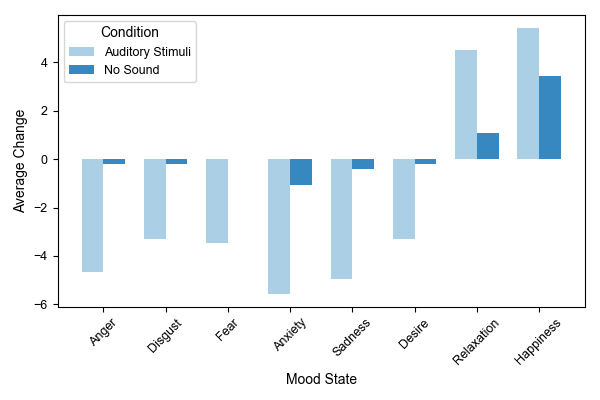 Condition
Auditory Stimuli
No Sound
Average Change
4
2
0
−2
−4
−6
Anger
Disgust
Fear
Anxiety
Sadness
Desire
Relaxation
Happiness
Mood State